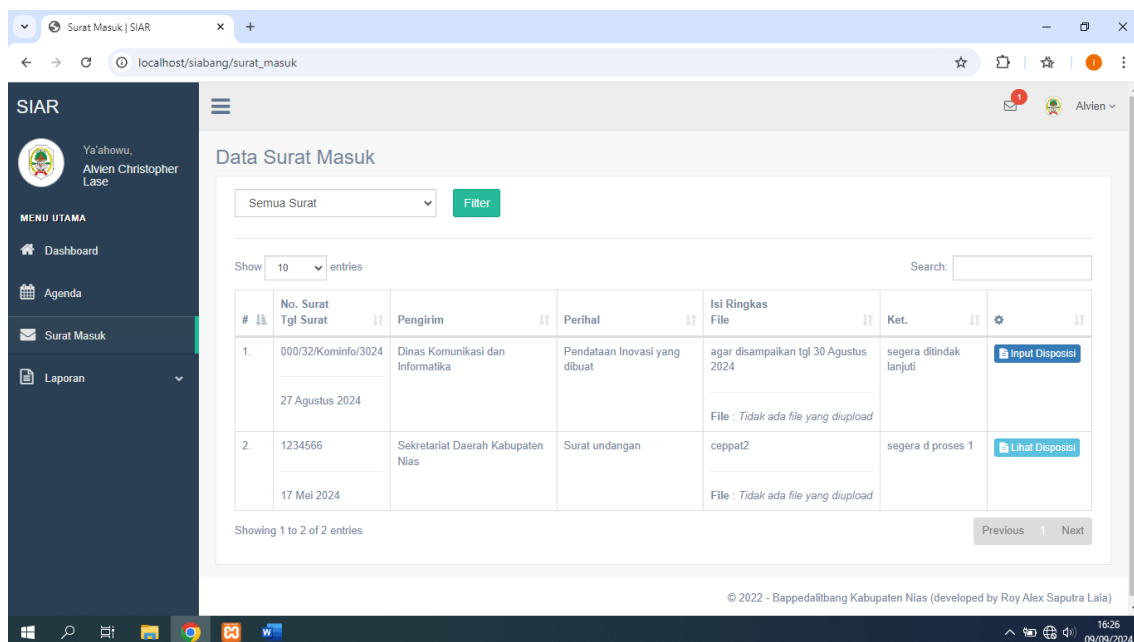 Surat Masuk | SIAR
localhost/siabang/surat_masuk
SIAR
1
Alvien
Ya'ahowu,
Alvien Christopher
Lase
MENU UTAMA
Dashboard
Agenda
Surat Masuk
Laporan
Data Surat Masuk
Semua Surat
Filter
Show 10 entries
Search:
# No. Surat Tgl Surat Pengirim Perihal Isi Ringkas File Ket.
1. 000/32/Kominfo/3024 Dinas Komunikasi dan Pendataan Inovasi yang agar disampaikan tgl 30 Agustus segera ditindak Input Disposisi
Informatika dibuat 2024 lanjuti
27 Agustus 2024
File : Tidak ada file yang diupload
2. 1234566 Sekretariat Daerah Kabupaten Surat undangan ceppat2 segera d proses 1 Lihat Disposisi
Nias
17 Mei 2024 File : Tidak ada file yang diupload
Showing 1 to 2 of 2 entries
Previous 1 Next
© 2022 - Bappedalitbang Kabupaten Nias (developed by Roy Alex Saputra Laia)
16:26
09/09/2024